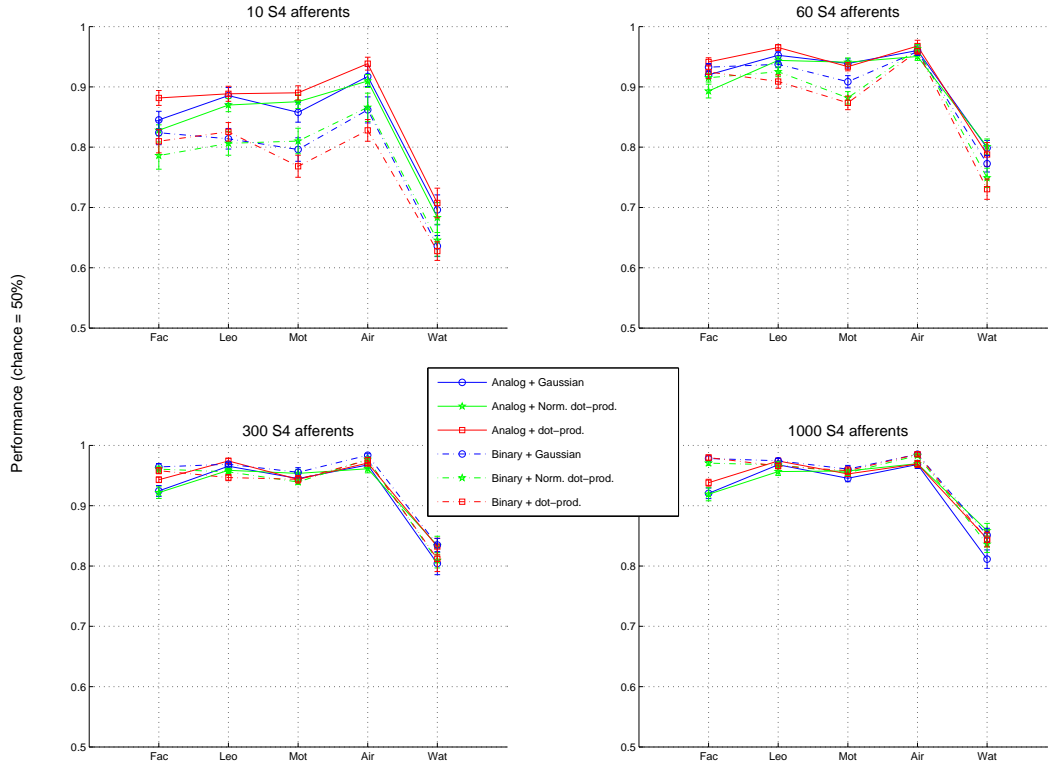 10 S4 afferents
1
0.9
0.8
0.7
0.6
0.5
Fac Leo Mot Air Wat
60 S4 afferents
1
0.9
0.8
0.7
0.6
0.5
Fac Leo Mot Air Wat
Performance (chance = 50%)
Analog + Gaussian
Analog + Norm. dot-prod.
Analog + dot-prod.
Binary + Gaussian
Binary + Norm. dot-prod.
Binary + dot-prod.
300 S4 afferents
1
0.9
0.8
0.7
0.6
0.5
Fac Leo Mot Air Wat
1000 S4 afferents
1
0.9
0.8
0.7
0.6
0.5
Fac Leo Mot Air Wat